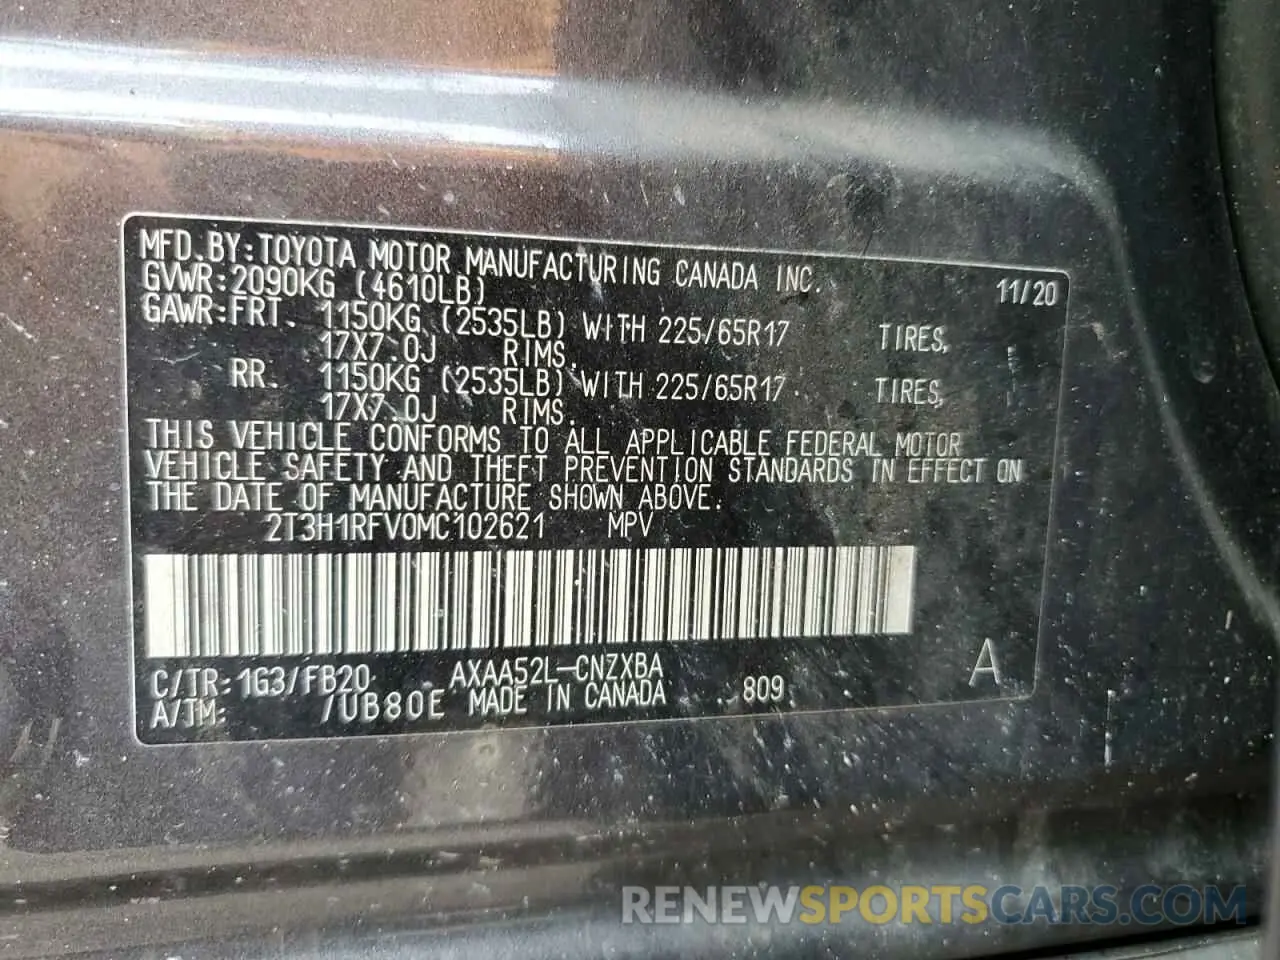 MFD.BY:TOYOTA MOTOR MANUFACTURING CANADA INC. 11/20
GVWR:2090KG (4610LB)
GAWR:FRT. 1150KG (2535LB) WITH 225/65R17 TIRES,
17X7.0J RIMS.
RR. 1150KG (2535LB) WITH 225/65R17 TIRES,
17X7.0J RIMS.
THIS VEHICLE CONFORMS TO ALL APPLICABLE FEDERAL MOTOR
VEHICLE SAFETY AND THEFT PREVENTION STANDARDS IN EFFECT ON
THE DATE OF MANUFACTURE SHOWN ABOVE.
2T3H1RFV0MC102621 MPV
C/TR:1G3/FB20 AXAA52L-CNZXBA A
A/TM: /UB80E MADE IN CANADA 809
RENEWSPORTSCARS.COM